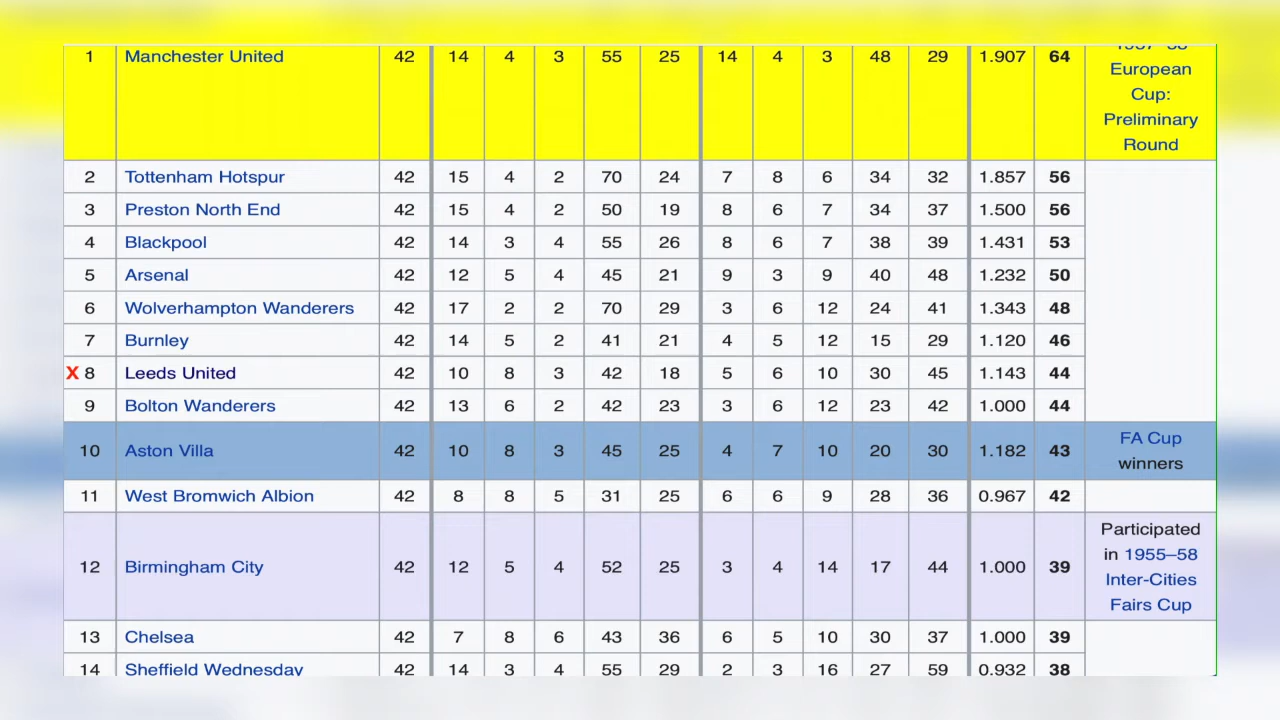 1 Manchester United 42 14 4 3 55 25 14 4 3 48 29 1.907 64
European
Cup:
Preliminary
Round
2 Tottenham Hotspur 42 15 4 2 70 24 7 8 6 34 32 1.857 56
3 Preston North End 42 15 4 2 50 19 8 6 7 34 37 1.500 56
4 Blackpool 42 14 3 4 55 26 8 6 7 38 39 1.431 53
5 Arsenal 42 12 5 4 45 21 9 3 9 40 48 1.232 50
6 Wolverhampton Wanderers 42 17 2 2 70 29 3 6 12 24 41 1.343 48
7 Burnley 42 14 5 2 41 21 4 5 12 15 29 1.120 46
X 8 Leeds United 42 10 8 3 42 18 5 6 10 30 45 1.143 44
9 Bolton Wanderers 42 13 6 2 42 23 3 6 12 23 42 1.000 44
10 Aston Villa 42 10 8 3 45 25 4 7 10 20 30 1.182 43
FA Cup
winners
11 West Bromwich Albion 42 8 8 5 31 25 6 6 9 28 36 0.967 42
12 Birmingham City 42 12 5 4 52 25 3 4 14 17 44 1.000 39
Participated
in 1955–58
Inter-Cities
Fairs Cup
13 Chelsea 42 7 8 6 43 36 6 5 10 30 37 1.000 39
14 Sheffield Wednesday 42 14 3 4 55 29 2 3 16 27 59 0.932 38